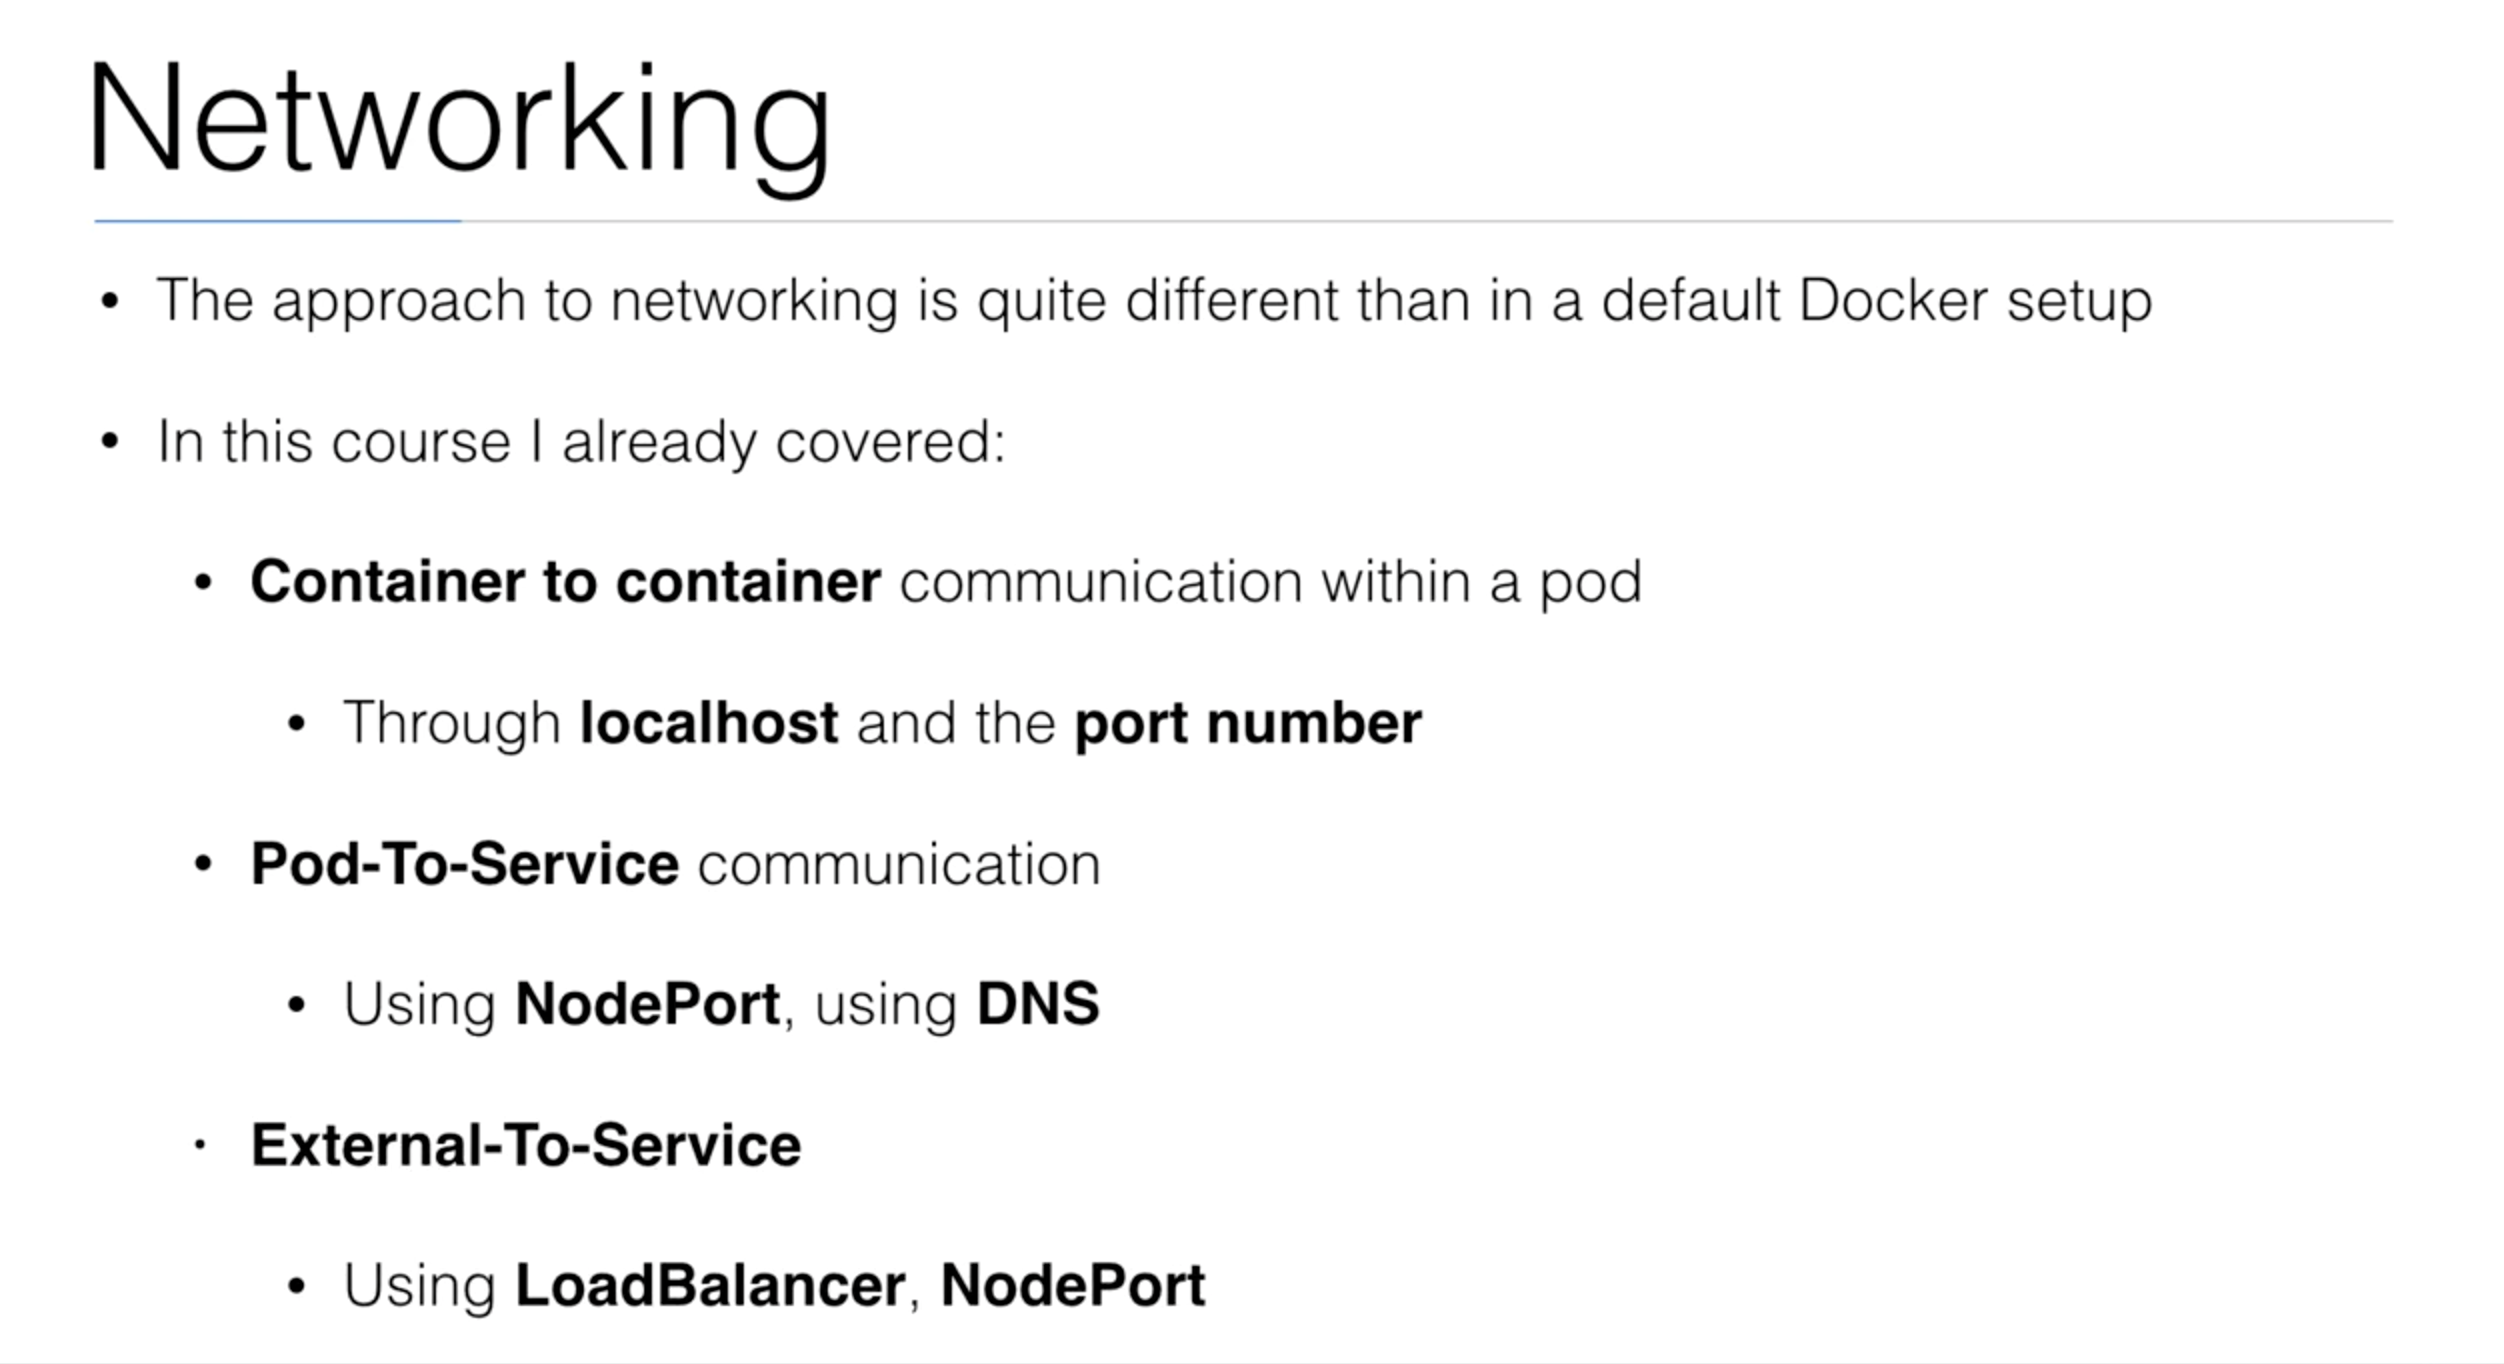 Networking
• The approach to networking is quite different than in a default Docker setup
• In this course I already covered:
• Container to container communication within a pod
• Through localhost and the port number
• Pod-To-Service communication
• Using NodePort, using DNS
• External-To-Service
• Using LoadBalancer, NodePort